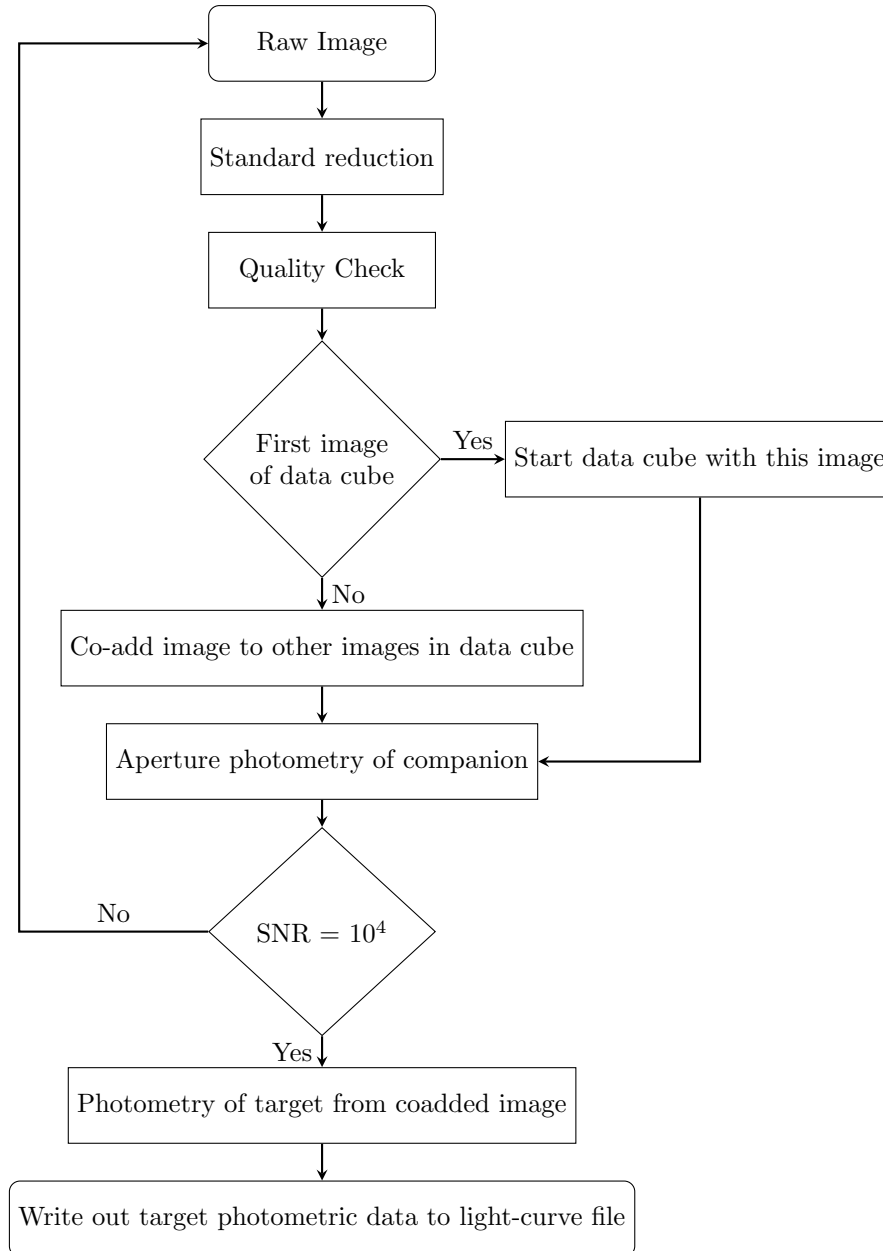 Raw Image
Standard reduction
Quality Check
First image
of data cube
Yes
Start data cube with this image
No
Co-add image to other images in data cube
Aperture photometry of companion
No
SNR = 10⁴
Yes
Photometry of target from coadded image
Write out target photometric data to light-curve file